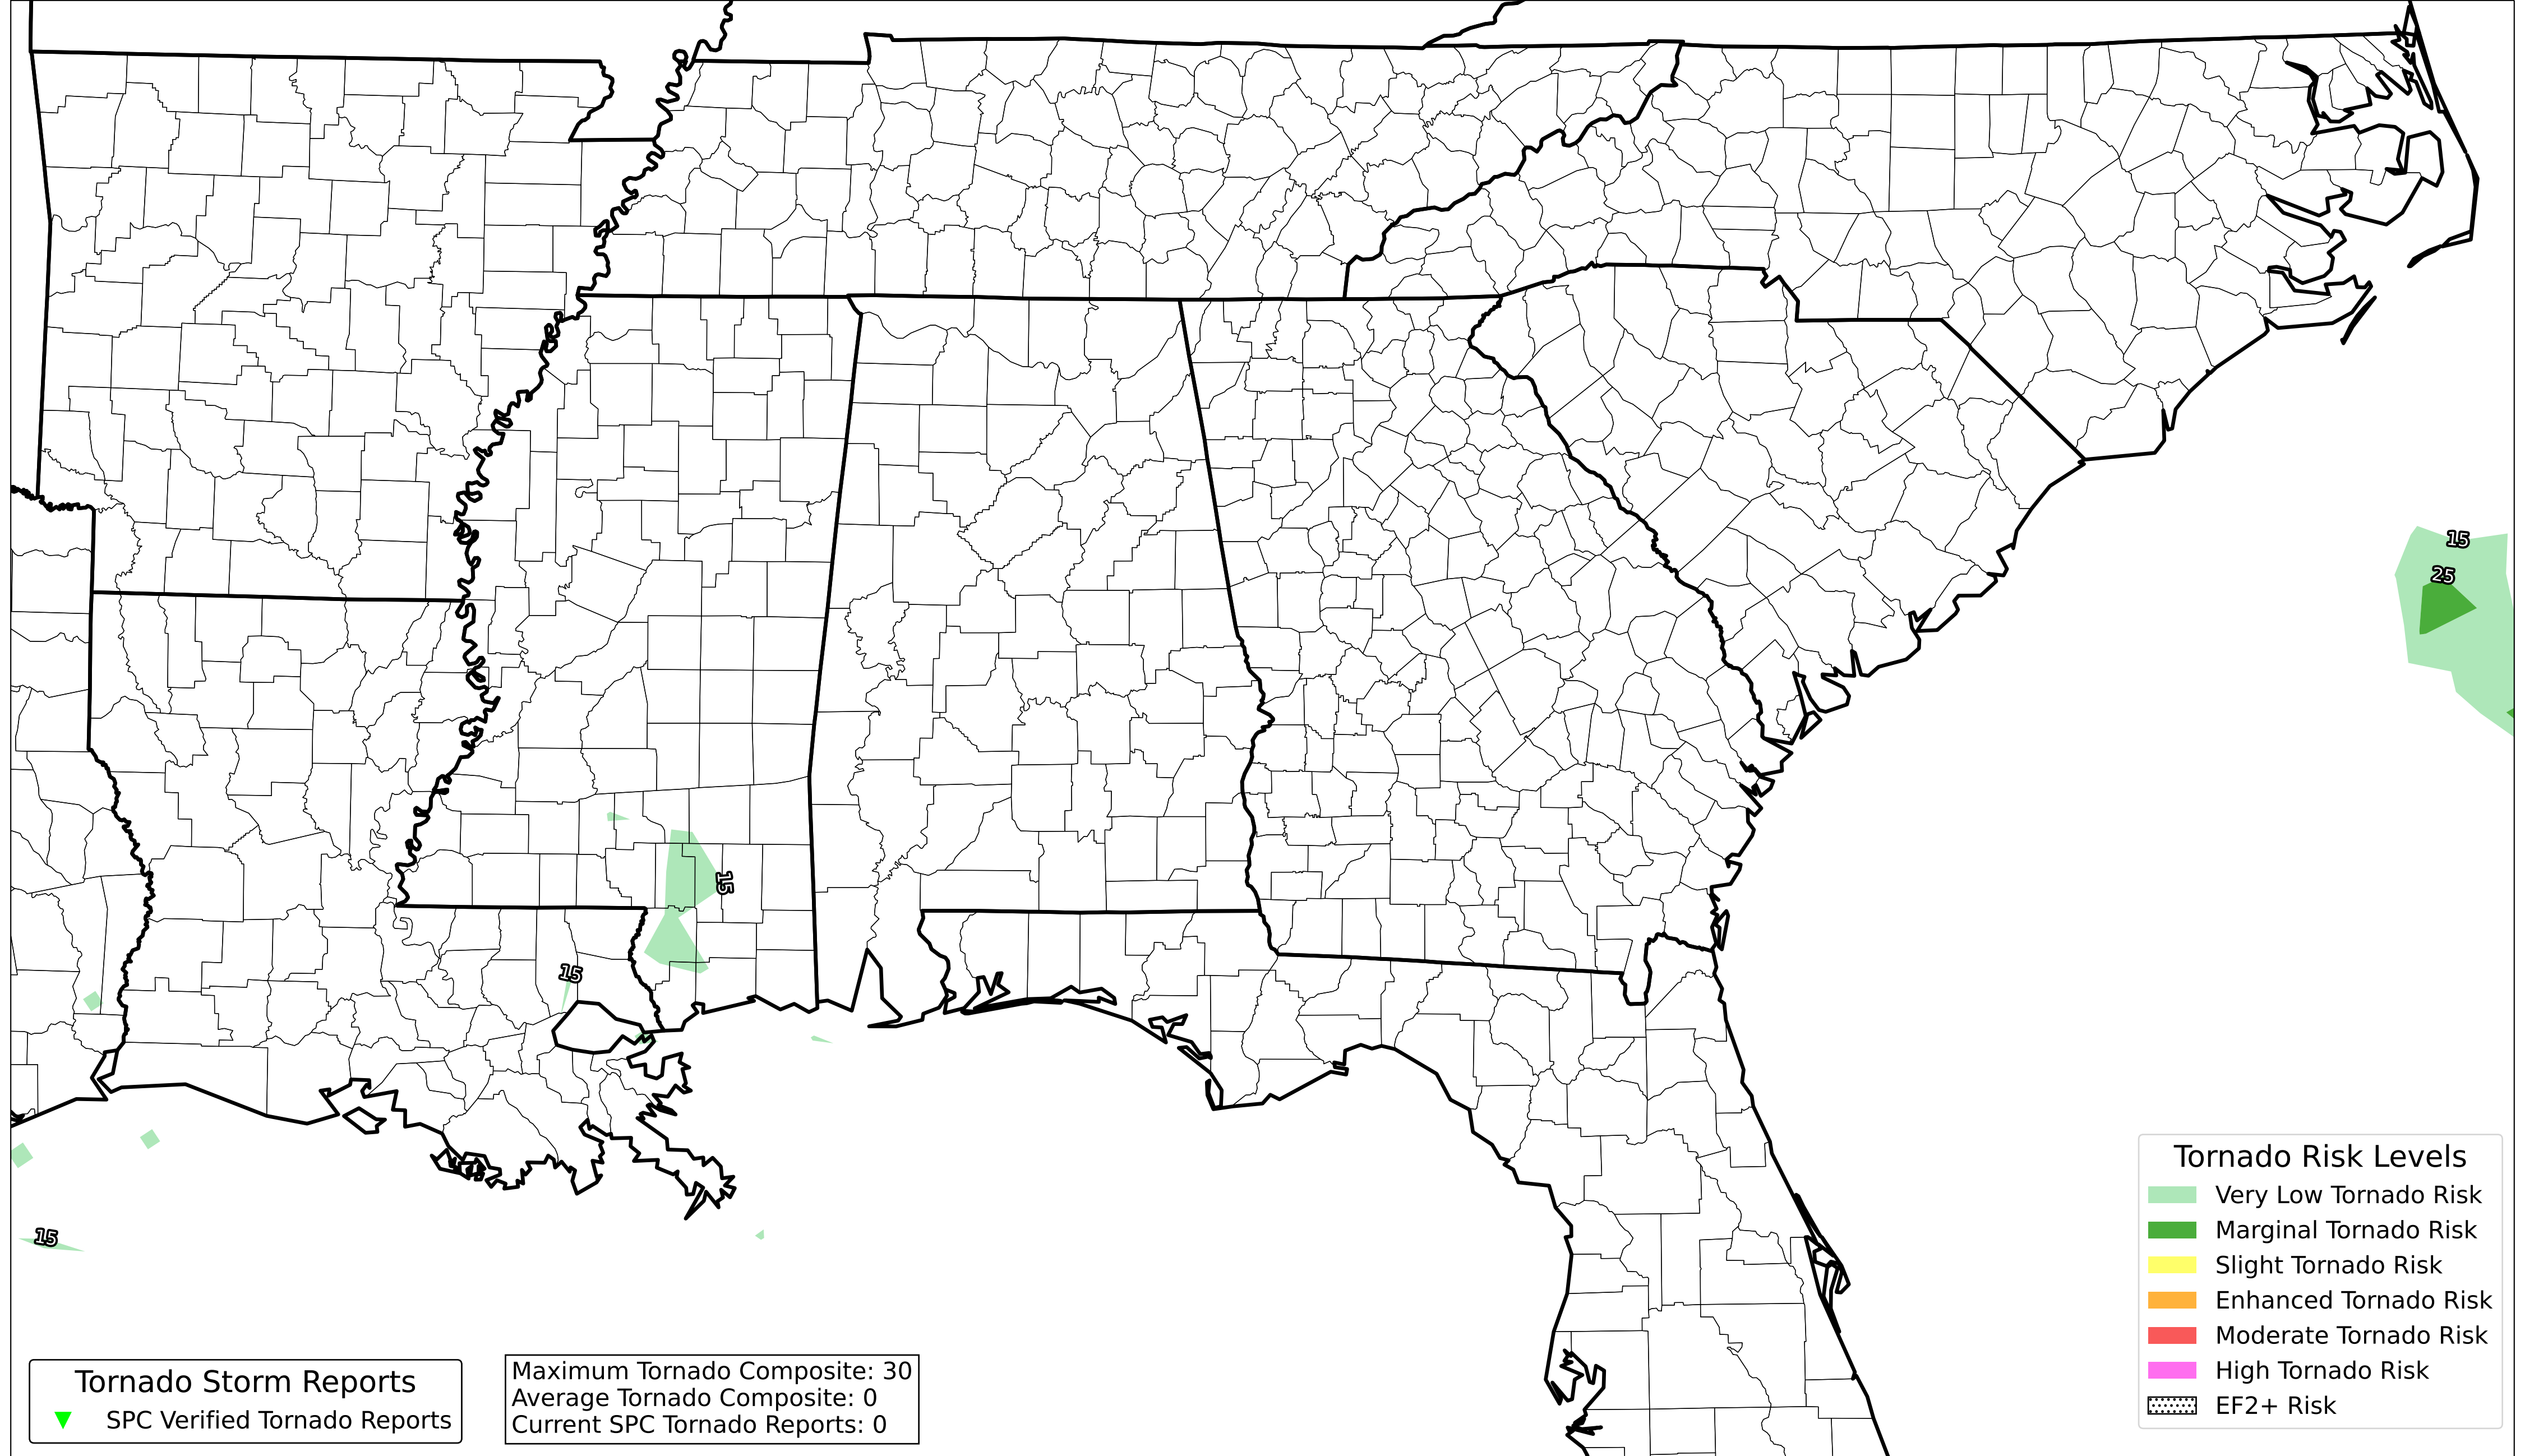 15
25
15
15
15
Tornado Storm Reports
SPC Verified Tornado Reports
Maximum Tornado Composite: 30
Average Tornado Composite: 0
Current SPC Tornado Reports: 0
Tornado Risk Levels
Very Low Tornado Risk
Marginal Tornado Risk
Slight Tornado Risk
Enhanced Tornado Risk
Moderate Tornado Risk
High Tornado Risk
EF2+ Risk